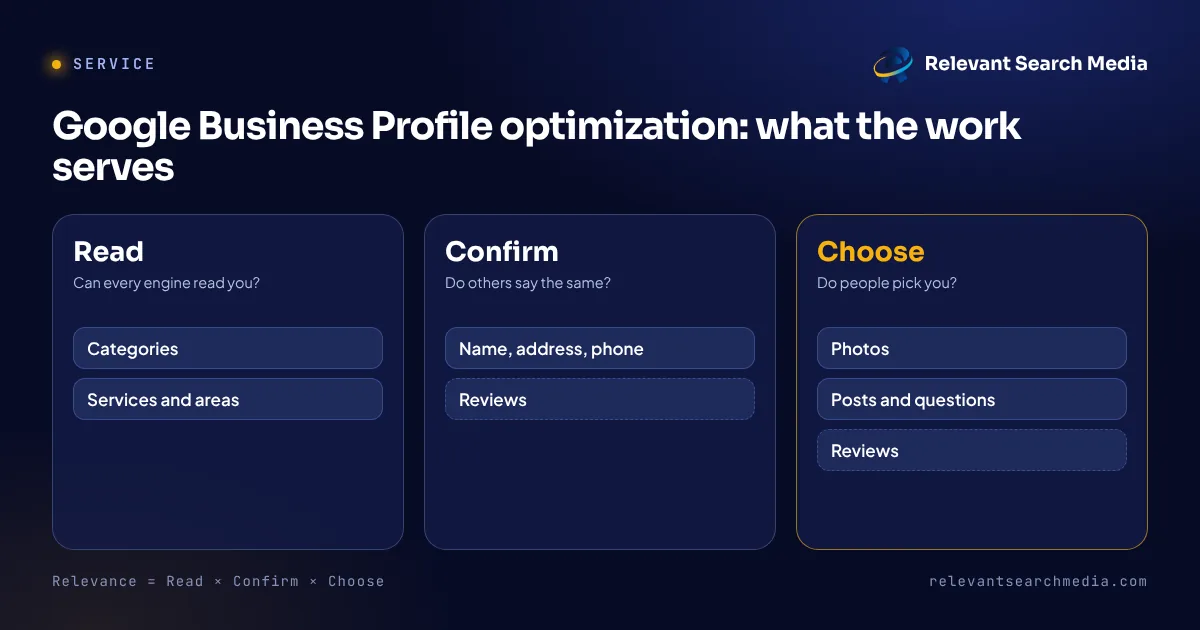 SERVICE
Relevant Search Media
Google Business Profile optimization: what the work
serves
Read
Can every engine read you?
Categories
Services and areas
Confirm
Do others say the same?
Name, address, phone
Reviews
Choose
Do people pick you?
Photos
Posts and questions
Reviews
Relevance = Read × Confirm × Choose
relevantsearchmedia.com